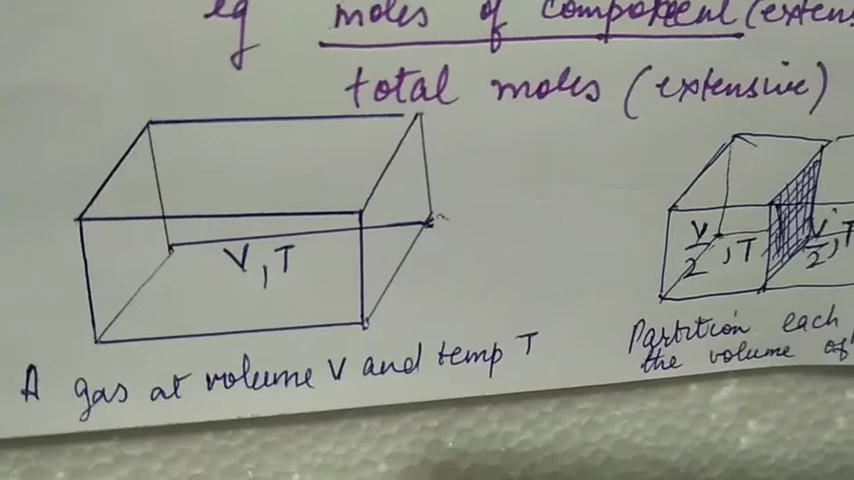 eg moles of component (extens
total moles (extensive)
V, T
V/2, T V/2, T
A gas at volume V and temp T
Partition each
the volume of